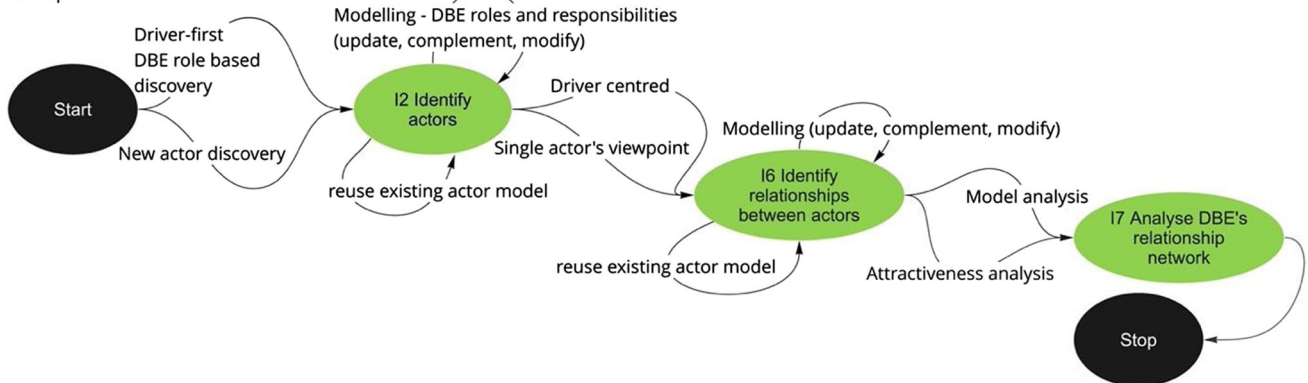 Modelling - DBE roles and responsibilities
(update, complement, modify)
Driver-first
DBE role based
discovery
Start
New actor discovery
I2 Identify
actors
reuse existing actor model
Driver centred
Single actor's viewpoint
Modelling (update, complement, modify)
I6 Identify
relationships
between actors
reuse existing actor model
Model analysis
Attractiveness analysis
I7 Analyse DBE's
relationship
network
Stop